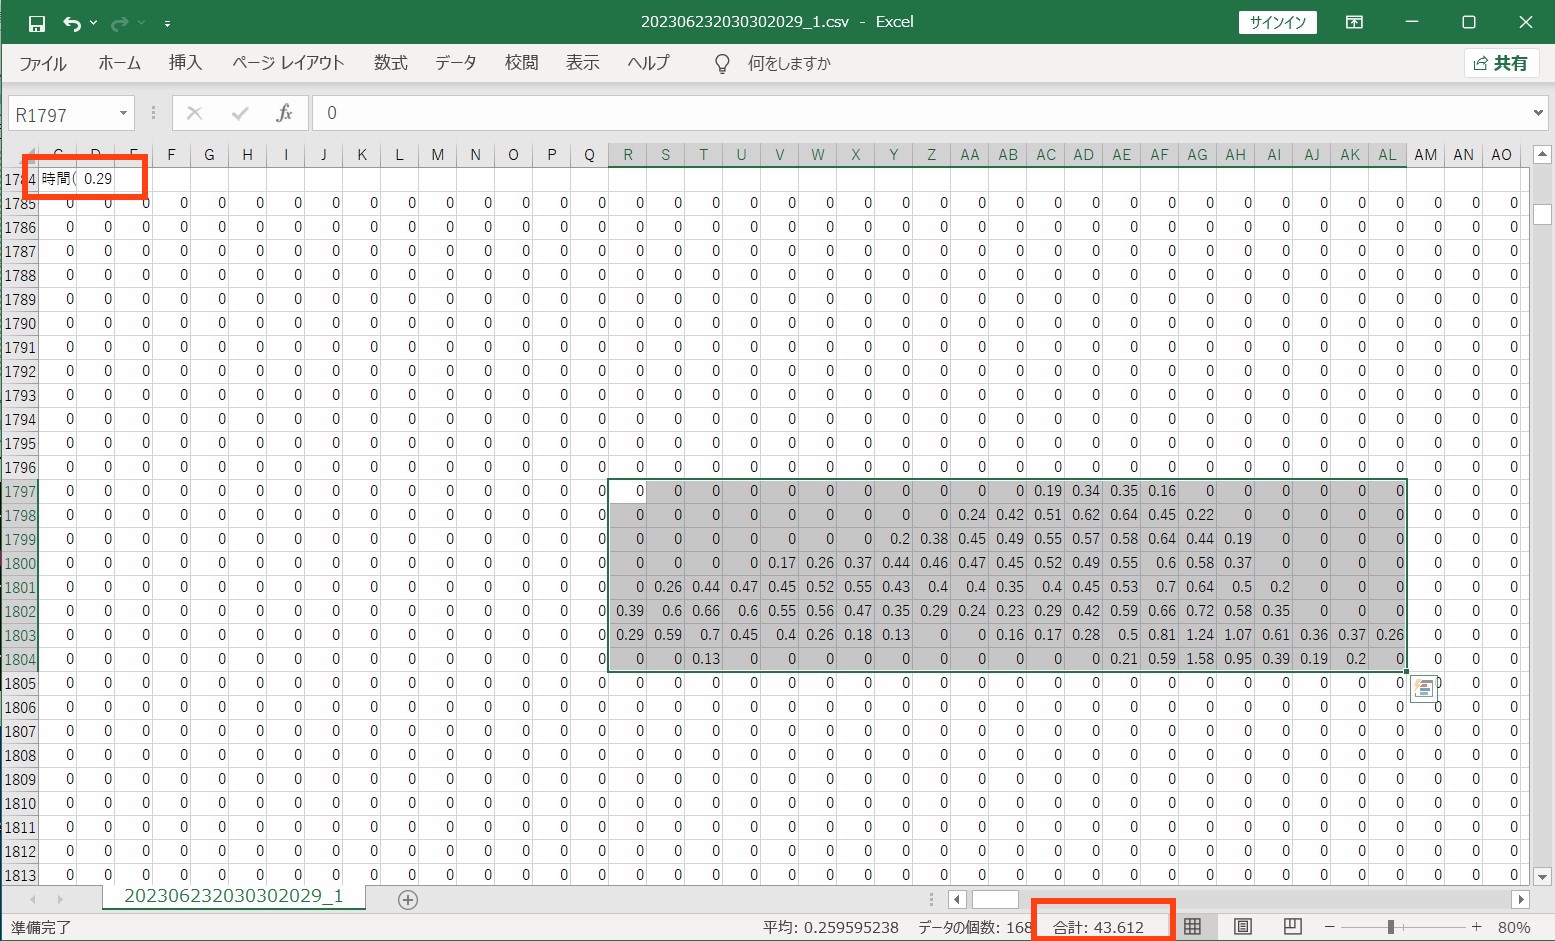 202306232030302029_1.csv - Excel
サインイン
ファイル ホーム 挿入 ページ レイアウト 数式 データ 校閲 表示 ヘルプ 何をしますか 共有
R1797 fx 0
C D E F G H I J K L M N O P Q R S T U V W X Y Z AA AB AC AD AE AF AG AH AI AJ AK AL AM AN AO
1784 時間( 0.29
1785 0 0 0 0 0 0 0 0 0 0 0 0 0 0 0 0 0 0 0 0 0 0 0 0 0 0 0 0 0 0 0 0 0 0 0 0 0 0 0
1786 0 0 0 0 0 0 0 0 0 0 0 0 0 0 0 0 0 0 0 0 0 0 0 0 0 0 0 0 0 0 0 0 0 0 0 0 0 0 0
1787 0 0 0 0 0 0 0 0 0 0 0 0 0 0 0 0 0 0 0 0 0 0 0 0 0 0 0 0 0 0 0 0 0 0 0 0 0 0 0
1788 0 0 0 0 0 0 0 0 0 0 0 0 0 0 0 0 0 0 0 0 0 0 0 0 0 0 0 0 0 0 0 0 0 0 0 0 0 0 0
1789 0 0 0 0 0 0 0 0 0 0 0 0 0 0 0 0 0 0 0 0 0 0 0 0 0 0 0 0 0 0 0 0 0 0 0 0 0 0 0
1790 0 0 0 0 0 0 0 0 0 0 0 0 0 0 0 0 0 0 0 0 0 0 0 0 0 0 0 0 0 0 0 0 0 0 0 0 0 0 0
1791 0 0 0 0 0 0 0 0 0 0 0 0 0 0 0 0 0 0 0 0 0 0 0 0 0 0 0 0 0 0 0 0 0 0 0 0 0 0 0
1792 0 0 0 0 0 0 0 0 0 0 0 0 0 0 0 0 0 0 0 0 0 0 0 0 0 0 0 0 0 0 0 0 0 0 0 0 0 0 0
1793 0 0 0 0 0 0 0 0 0 0 0 0 0 0 0 0 0 0 0 0 0 0 0 0 0 0 0 0 0 0 0 0 0 0 0 0 0 0 0
1794 0 0 0 0 0 0 0 0 0 0 0 0 0 0 0 0 0 0 0 0 0 0 0 0 0 0 0 0 0 0 0 0 0 0 0 0 0 0 0
1795 0 0 0 0 0 0 0 0 0 0 0 0 0 0 0 0 0 0 0 0 0 0 0 0 0 0 0 0 0 0 0 0 0 0 0 0 0 0 0
1796 0 0 0 0 0 0 0 0 0 0 0 0 0 0 0 0 0 0 0 0 0 0 0 0 0 0 0 0 0 0 0 0 0 0 0 0 0 0 0
1797 0 0 0 0 0 0 0 0 0 0 0 0 0 0 0 0 0 0 0 0 0 0 0 0 0 0 0.19 0.34 0.35 0.16 0 0 0 0 0 0 0 0 0
1798 0 0 0 0 0 0 0 0 0 0 0 0 0 0 0 0 0 0 0 0 0 0 0 0 0.24 0.42 0.51 0.62 0.64 0.45 0.22 0 0 0 0 0 0 0 0
1799 0 0 0 0 0 0 0 0 0 0 0 0 0 0 0 0 0 0 0 0 0 0 0.2 0.38 0.45 0.49 0.55 0.57 0.58 0.64 0.44 0.19 0 0 0 0 0 0 0
1800 0 0 0 0 0 0 0 0 0 0 0 0 0 0 0 0 0 0 0 0.17 0.26 0.37 0.44 0.46 0.47 0.45 0.52 0.49 0.55 0.6 0.58 0.37 0 0 0 0 0 0 0
1801 0 0 0 0 0 0 0 0 0 0 0 0 0 0 0 0 0.26 0.44 0.47 0.45 0.52 0.55 0.43 0.4 0.4 0.35 0.4 0.45 0.53 0.7 0.64 0.5 0.2 0 0 0 0 0 0
1802 0 0 0 0 0 0 0 0 0 0 0 0 0 0 0 0.39 0.6 0.66 0.6 0.55 0.56 0.47 0.35 0.29 0.24 0.23 0.29 0.42 0.59 0.66 0.72 0.58 0.35 0 0 0 0 0 0
1803 0 0 0 0 0 0 0 0 0 0 0 0 0 0 0 0.29 0.59 0.7 0.45 0.4 0.26 0.18 0.13 0 0 0.16 0.17 0.28 0.5 0.81 1.24 1.07 0.61 0.36 0.37 0.26 0 0 0
1804 0 0 0 0 0 0 0 0 0 0 0 0 0 0 0 0 0 0.13 0 0 0 0 0 0 0 0 0 0 0.21 0.59 1.58 0.95 0.39 0.19 0.2 0 0 0 0
1805 0 0 0 0 0 0 0 0 0 0 0 0 0 0 0 0 0 0 0 0 0 0 0 0 0 0 0 0 0 0 0 0 0 0 0 0 0 0 0
1806 0 0 0 0 0 0 0 0 0 0 0 0 0 0 0 0 0 0 0 0 0 0 0 0 0 0 0 0 0 0 0 0 0 0 0 0 0 0 0
1807 0 0 0 0 0 0 0 0 0 0 0 0 0 0 0 0 0 0 0 0 0 0 0 0 0 0 0 0 0 0 0 0 0 0 0 0 0 0 0
1808 0 0 0 0 0 0 0 0 0 0 0 0 0 0 0 0 0 0 0 0 0 0 0 0 0 0 0 0 0 0 0 0 0 0 0 0 0 0 0
1809 0 0 0 0 0 0 0 0 0 0 0 0 0 0 0 0 0 0 0 0 0 0 0 0 0 0 0 0 0 0 0 0 0 0 0 0 0 0 0
1810 0 0 0 0 0 0 0 0 0 0 0 0 0 0 0 0 0 0 0 0 0 0 0 0 0 0 0 0 0 0 0 0 0 0 0 0 0 0 0
1811 0 0 0 0 0 0 0 0 0 0 0 0 0 0 0 0 0 0 0 0 0 0 0 0 0 0 0 0 0 0 0 0 0 0 0 0 0 0 0
1812 0 0 0 0 0 0 0 0 0 0 0 0 0 0 0 0 0 0 0 0 0 0 0 0 0 0 0 0 0 0 0 0 0 0 0 0 0 0 0
1813 0 0 0 0 0 0 0 0 0 0 0 0 0 0 0 0 0 0 0 0 0 0 0 0 0 0 0 0 0 0 0 0 0 0 0 0 0 0 0
202306232030302029_1
準備完了 平均: 0.259595238 データの個数: 168 合計: 43.612 80%